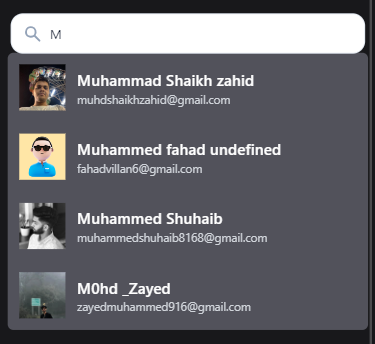 M
Muhammad Shaikh zahid
muhdshaikhzahid@gmail.com
Muhammed fahad undefined
fahadvillan6@gmail.com
Muhammed Shuhaib
muhammedshuhaib8168@gmail.com
M0hd _Zayed
zayedmuhammed916@gmail.com